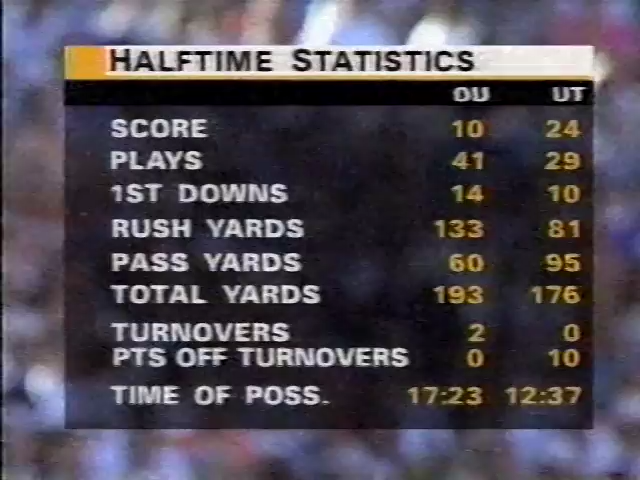 HALFTIME STATISTICS
OU UT
SCORE 10 24
PLAYS 41 29
1ST DOWNS 14 10
RUSH YARDS 133 81
PASS YARDS 60 95
TOTAL YARDS 193 176
TURNOVERS 2 0
PTS OFF TURNOVERS 0 10
TIME OF POSS. 17:23 12:37